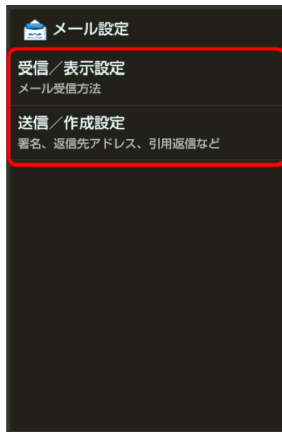 メール設定
受信／表示設定
メール受信方法
送信／作成設定
署名、返信先アドレス、引用返信など